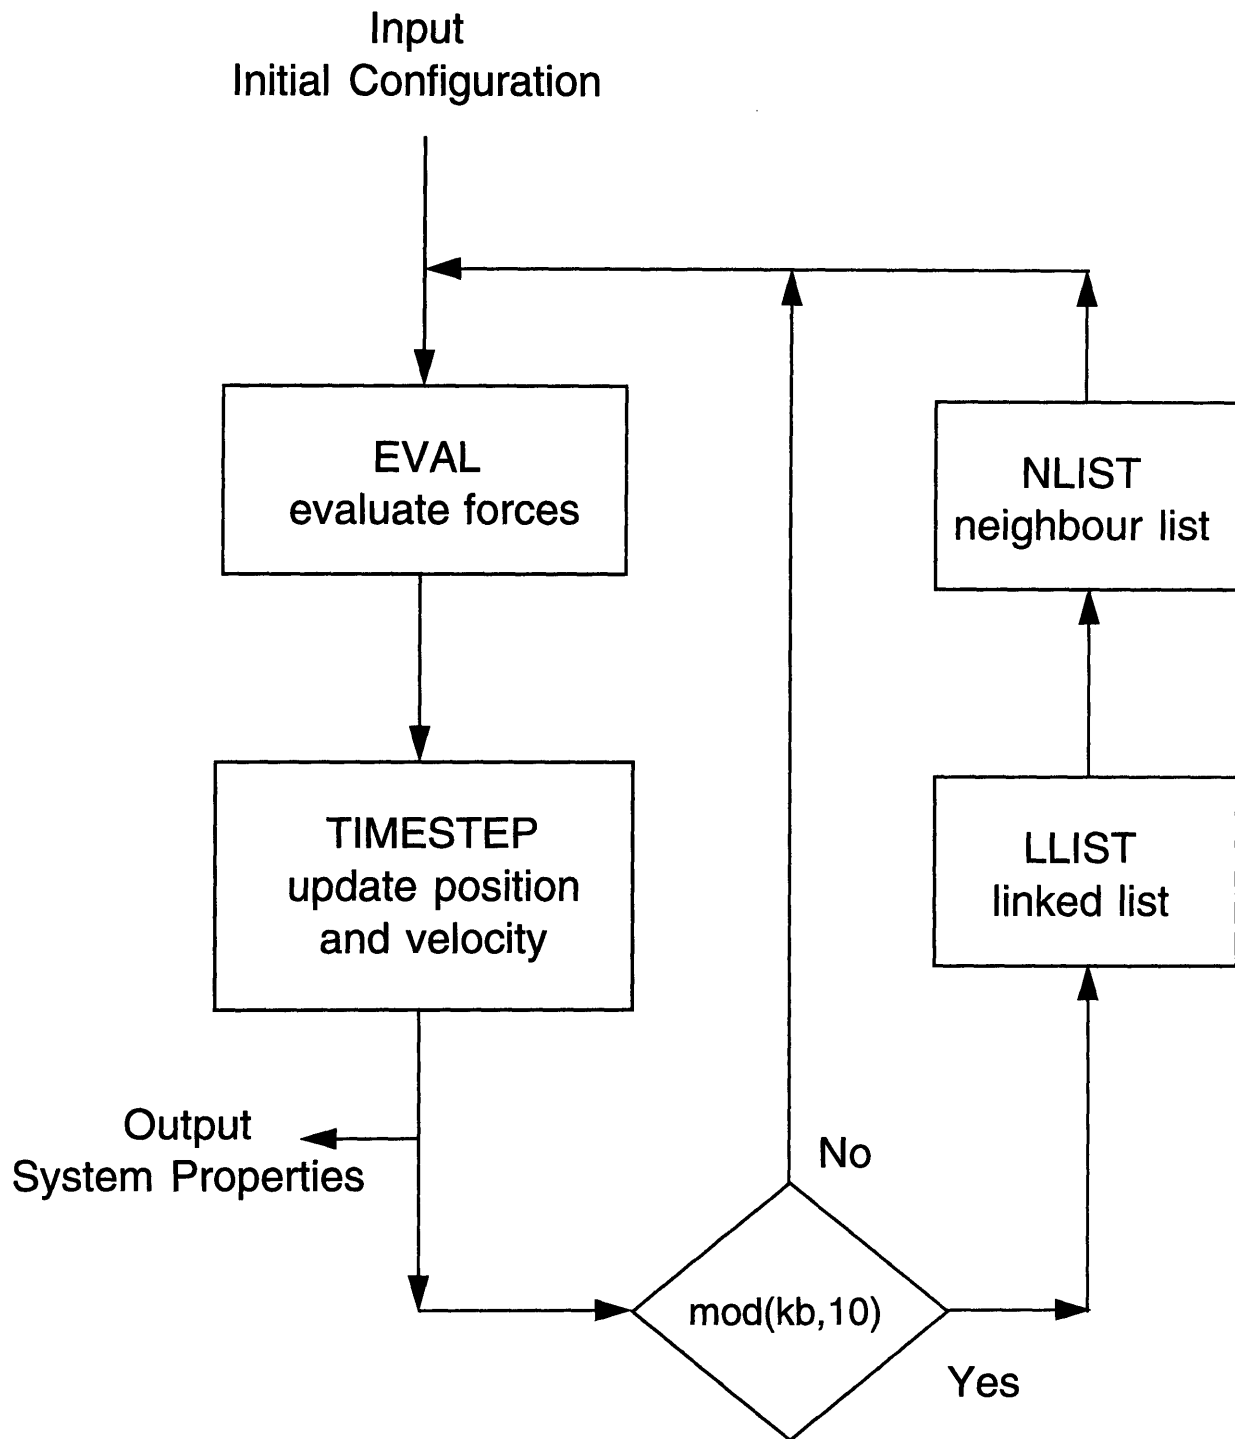 Input
Initial Configuration
EVAL
evaluate forces
NLIST
neighbour list
TIMESTEP
update position
and velocity
LLIST
linked list
Output
System Properties
No
mod(kb,10)
Yes